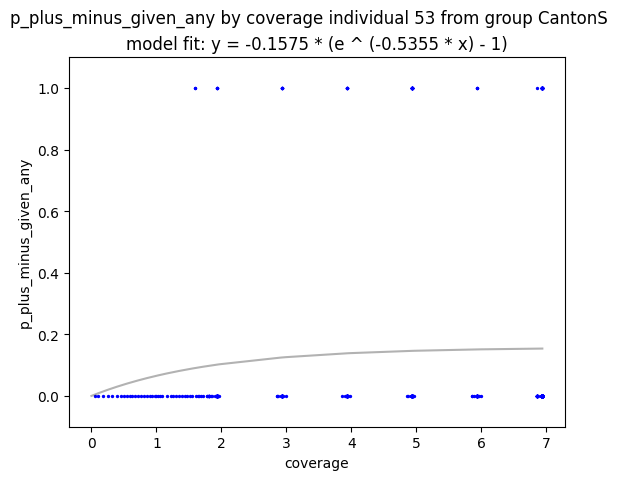 p_plus_minus_given_any by coverage individual 53 from group CantonS
model fit: y = -0.1575 * (e ^ (-0.5355 * x) - 1)
1.0
0.8
0.6
0.4
0.2
0.0
p_plus_minus_given_any
0 1 2 3 4 5 6 7
coverage